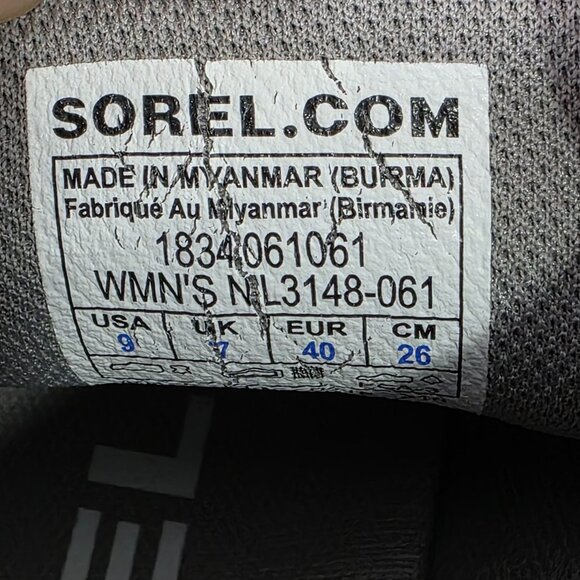 SOREL.COM
MADE IN MYANMAR (BURMA)
Fabriqué Au Myanmar (Birmanie)
1834061061
WMN'S NL3148-061
USA UK EUR CM
9 7 40 26
EL